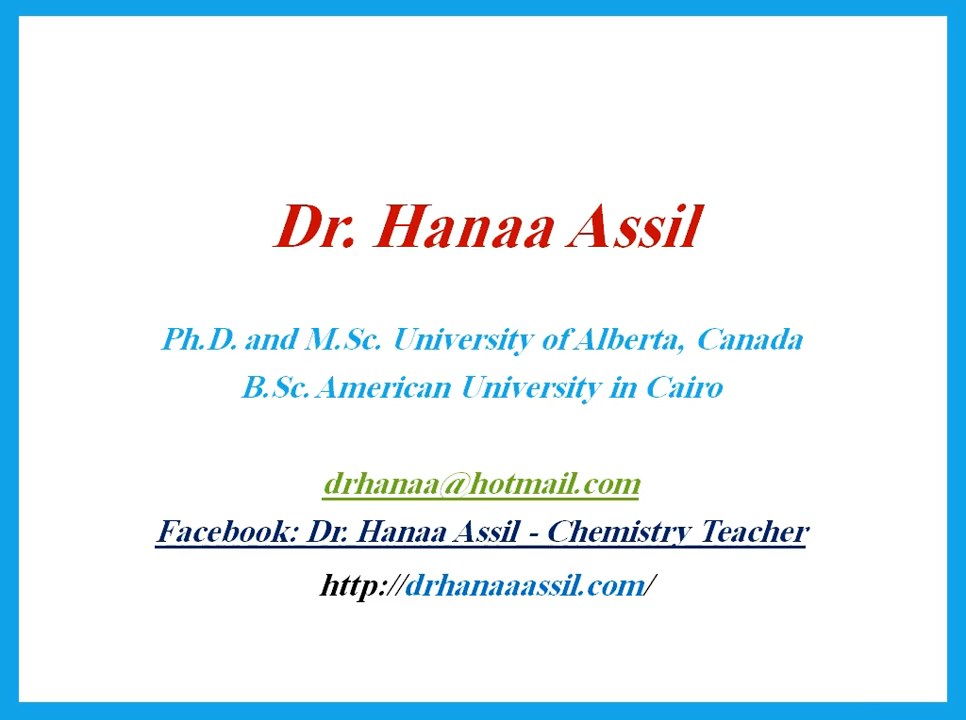 Dr. Hanaa Assil
Ph.D. and M.Sc. University of Alberta, Canada
B.Sc. American University in Cairo
drhanaa@hotmail.com
Facebook: Dr. Hanaa Assil - Chemistry Teacher
http://drhanaaassil.com/